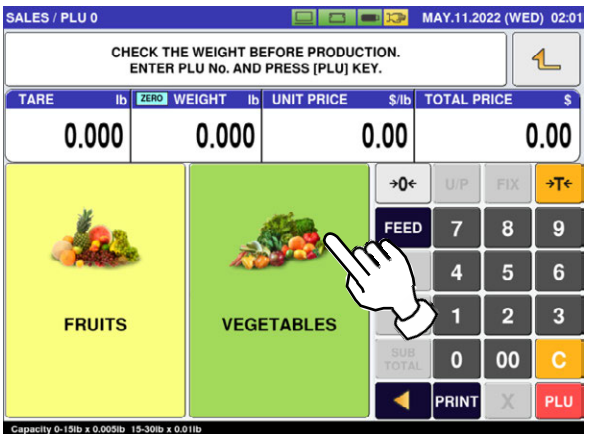 SALES / PLU 0
MAY.11.2022 (WED) 02:01
CHECK THE WEIGHT BEFORE PRODUCTION.
ENTER PLU No. AND PRESS [PLU] KEY.
TARE lb ZERO WEIGHT lb UNIT PRICE $/lb TOTAL PRICE $
0.000 0.000 0.00 0.00
→0← U/P FIX →T←
FEED 7 8 9
4 5 6
FRUITS VEGETABLES 1 2 3
SUB TOTAL 0 00 C
PRINT X PLU
Capacity 0-15lb x 0.005lb 15-30lb x 0.01lb